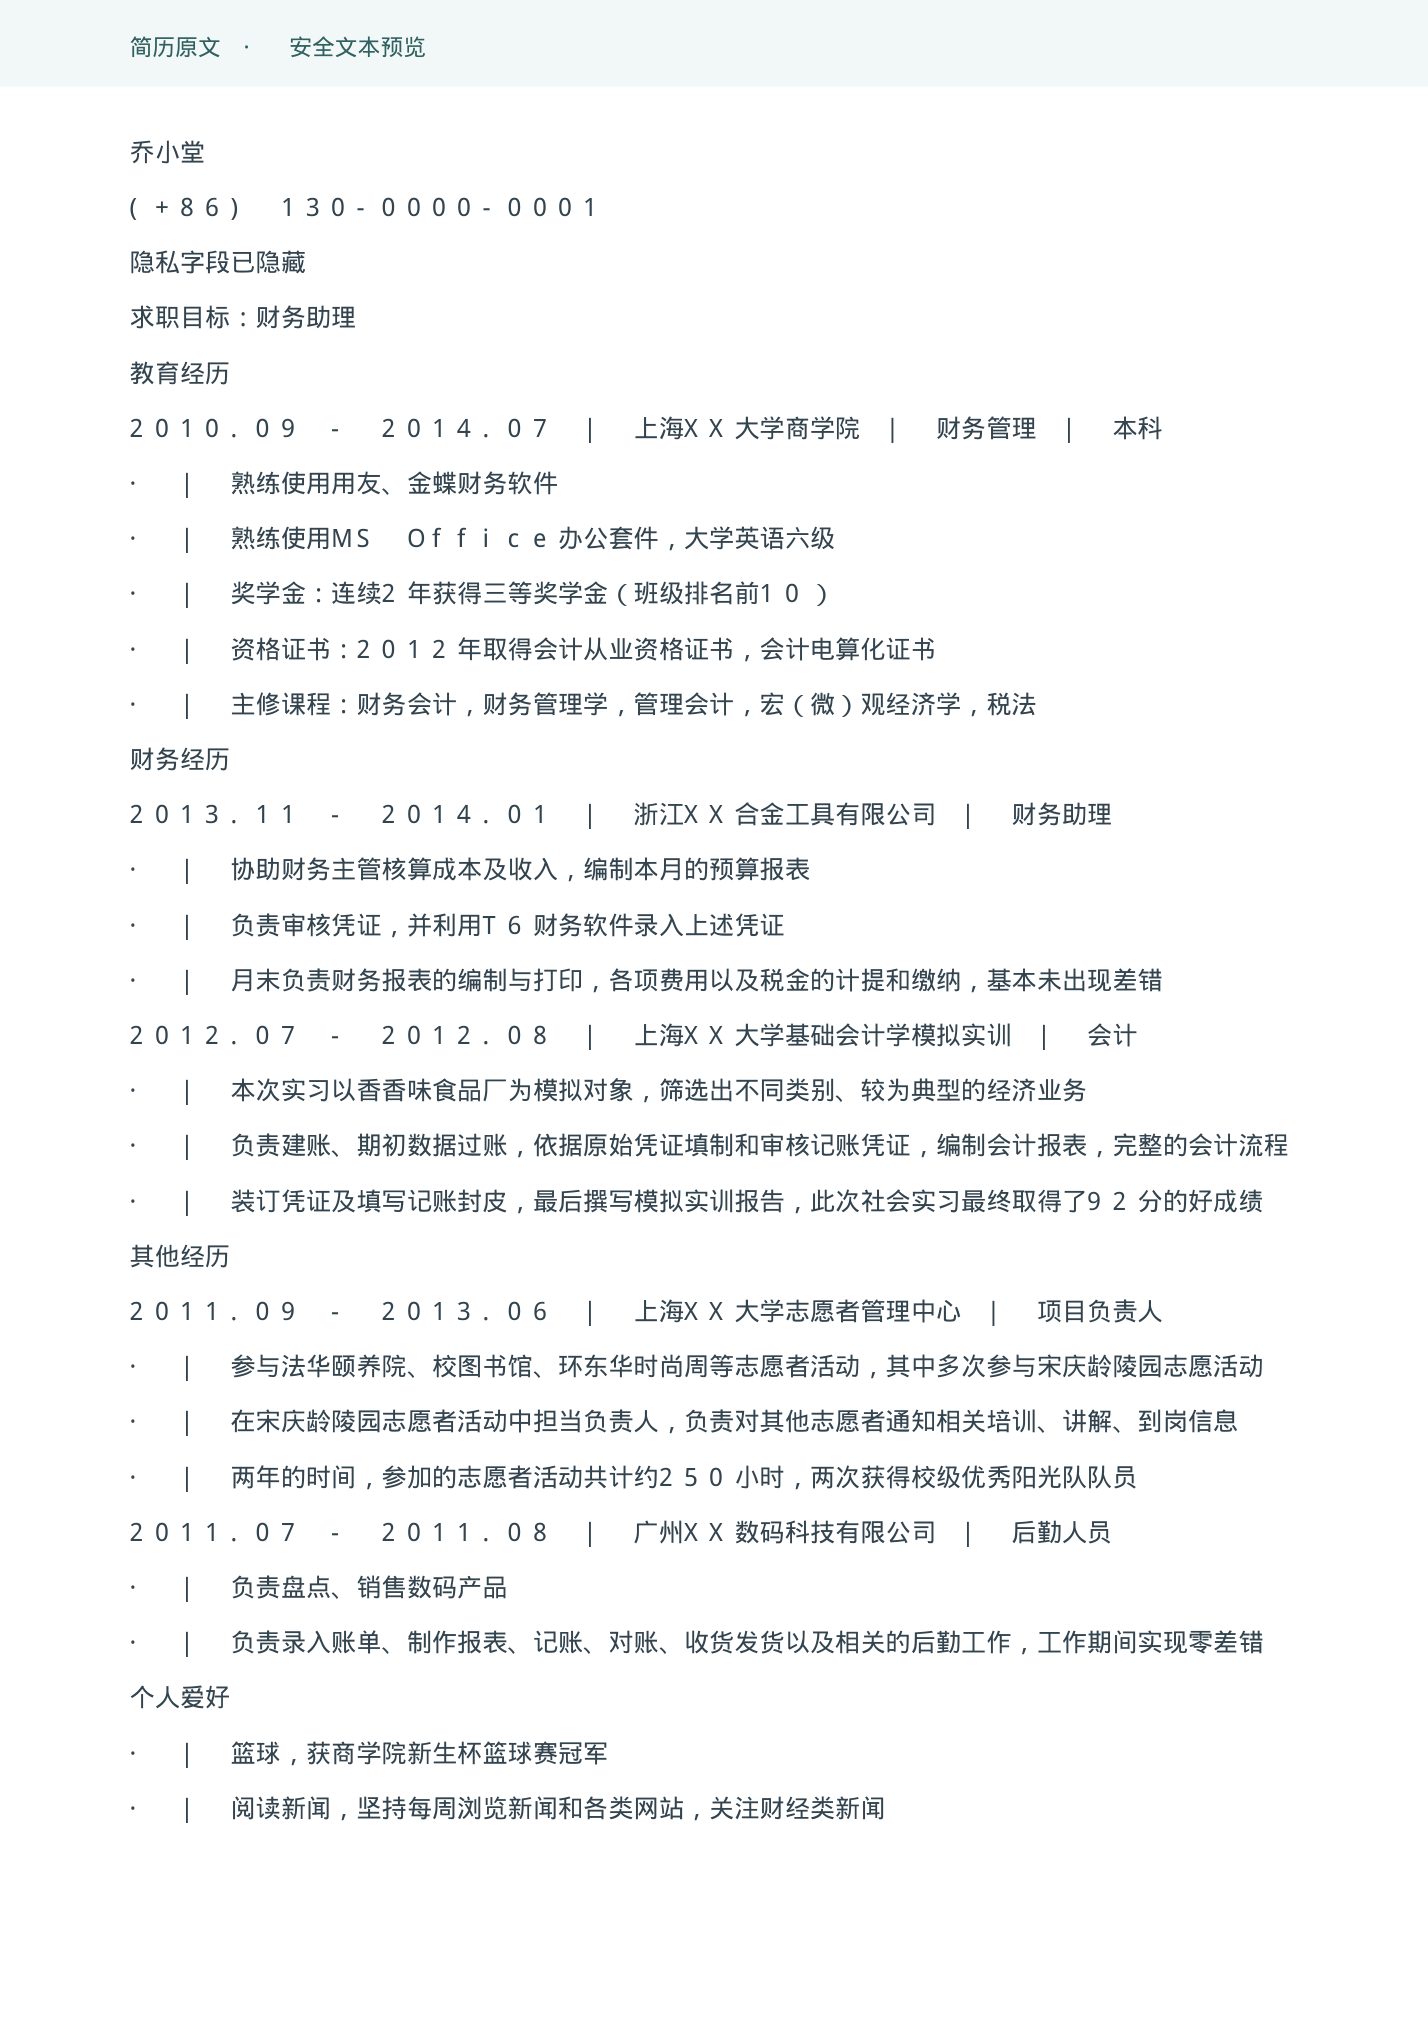 简历原文 · 安全文本预览
乔小堂
(+86) 130-0000-0001
隐私字段已隐藏
求职目标：财务助理
教育经历
2010.09 - 2014.07 | 上海XX大学商学院 | 财务管理 | 本科
· | 熟练使用用友、金蝶财务软件
· | 熟练使用MS Office办公套件，大学英语六级
· | 奖学金：连续2年获得三等奖学金（班级排名前10）
· | 资格证书：2012年取得会计从业资格证书，会计电算化证书
· | 主修课程：财务会计，财务管理学，管理会计，宏（微）观经济学，税法
财务经历
2013.11 - 2014.01 | 浙江XX合金工具有限公司 | 财务助理
· | 协助财务主管核算成本及收入，编制本月的预算报表
· | 负责审核凭证，并利用T6财务软件录入上述凭证
· | 月末负责财务报表的编制与打印，各项费用以及税金的计提和缴纳，基本未出现差错
2012.07 - 2012.08 | 上海XX大学基础会计学模拟实训 | 会计
· | 本次实习以香香味食品厂为模拟对象，筛选出不同类别、较为典型的经济业务
· | 负责建账、期初数据过账，依据原始凭证填制和审核记账凭证，编制会计报表，完整的会计流程
· | 装订凭证及填写记账封皮，最后撰写模拟实训报告，此次社会实习最终取得了92分的好成绩
其他经历
2011.09 - 2013.06 | 上海XX大学志愿者管理中心 | 项目负责人
· | 参与法华颐养院、校图书馆、环东华时尚周等志愿者活动，其中多次参与宋庆龄陵园志愿活动
· | 在宋庆龄陵园志愿者活动中担当负责人，负责对其他志愿者通知相关培训、讲解、到岗信息
· | 两年的时间，参加的志愿者活动共计约250小时，两次获得校级优秀阳光队队员
2011.07 - 2011.08 | 广州XX数码科技有限公司 | 后勤人员
· | 负责盘点、销售数码产品
· | 负责录入账单、制作报表、记账、对账、收货发货以及相关的后勤工作，工作期间实现零差错
个人爱好
· | 篮球，获商学院新生杯篮球赛冠军
· | 阅读新闻，坚持每周浏览新闻和各类网站，关注财经类新闻